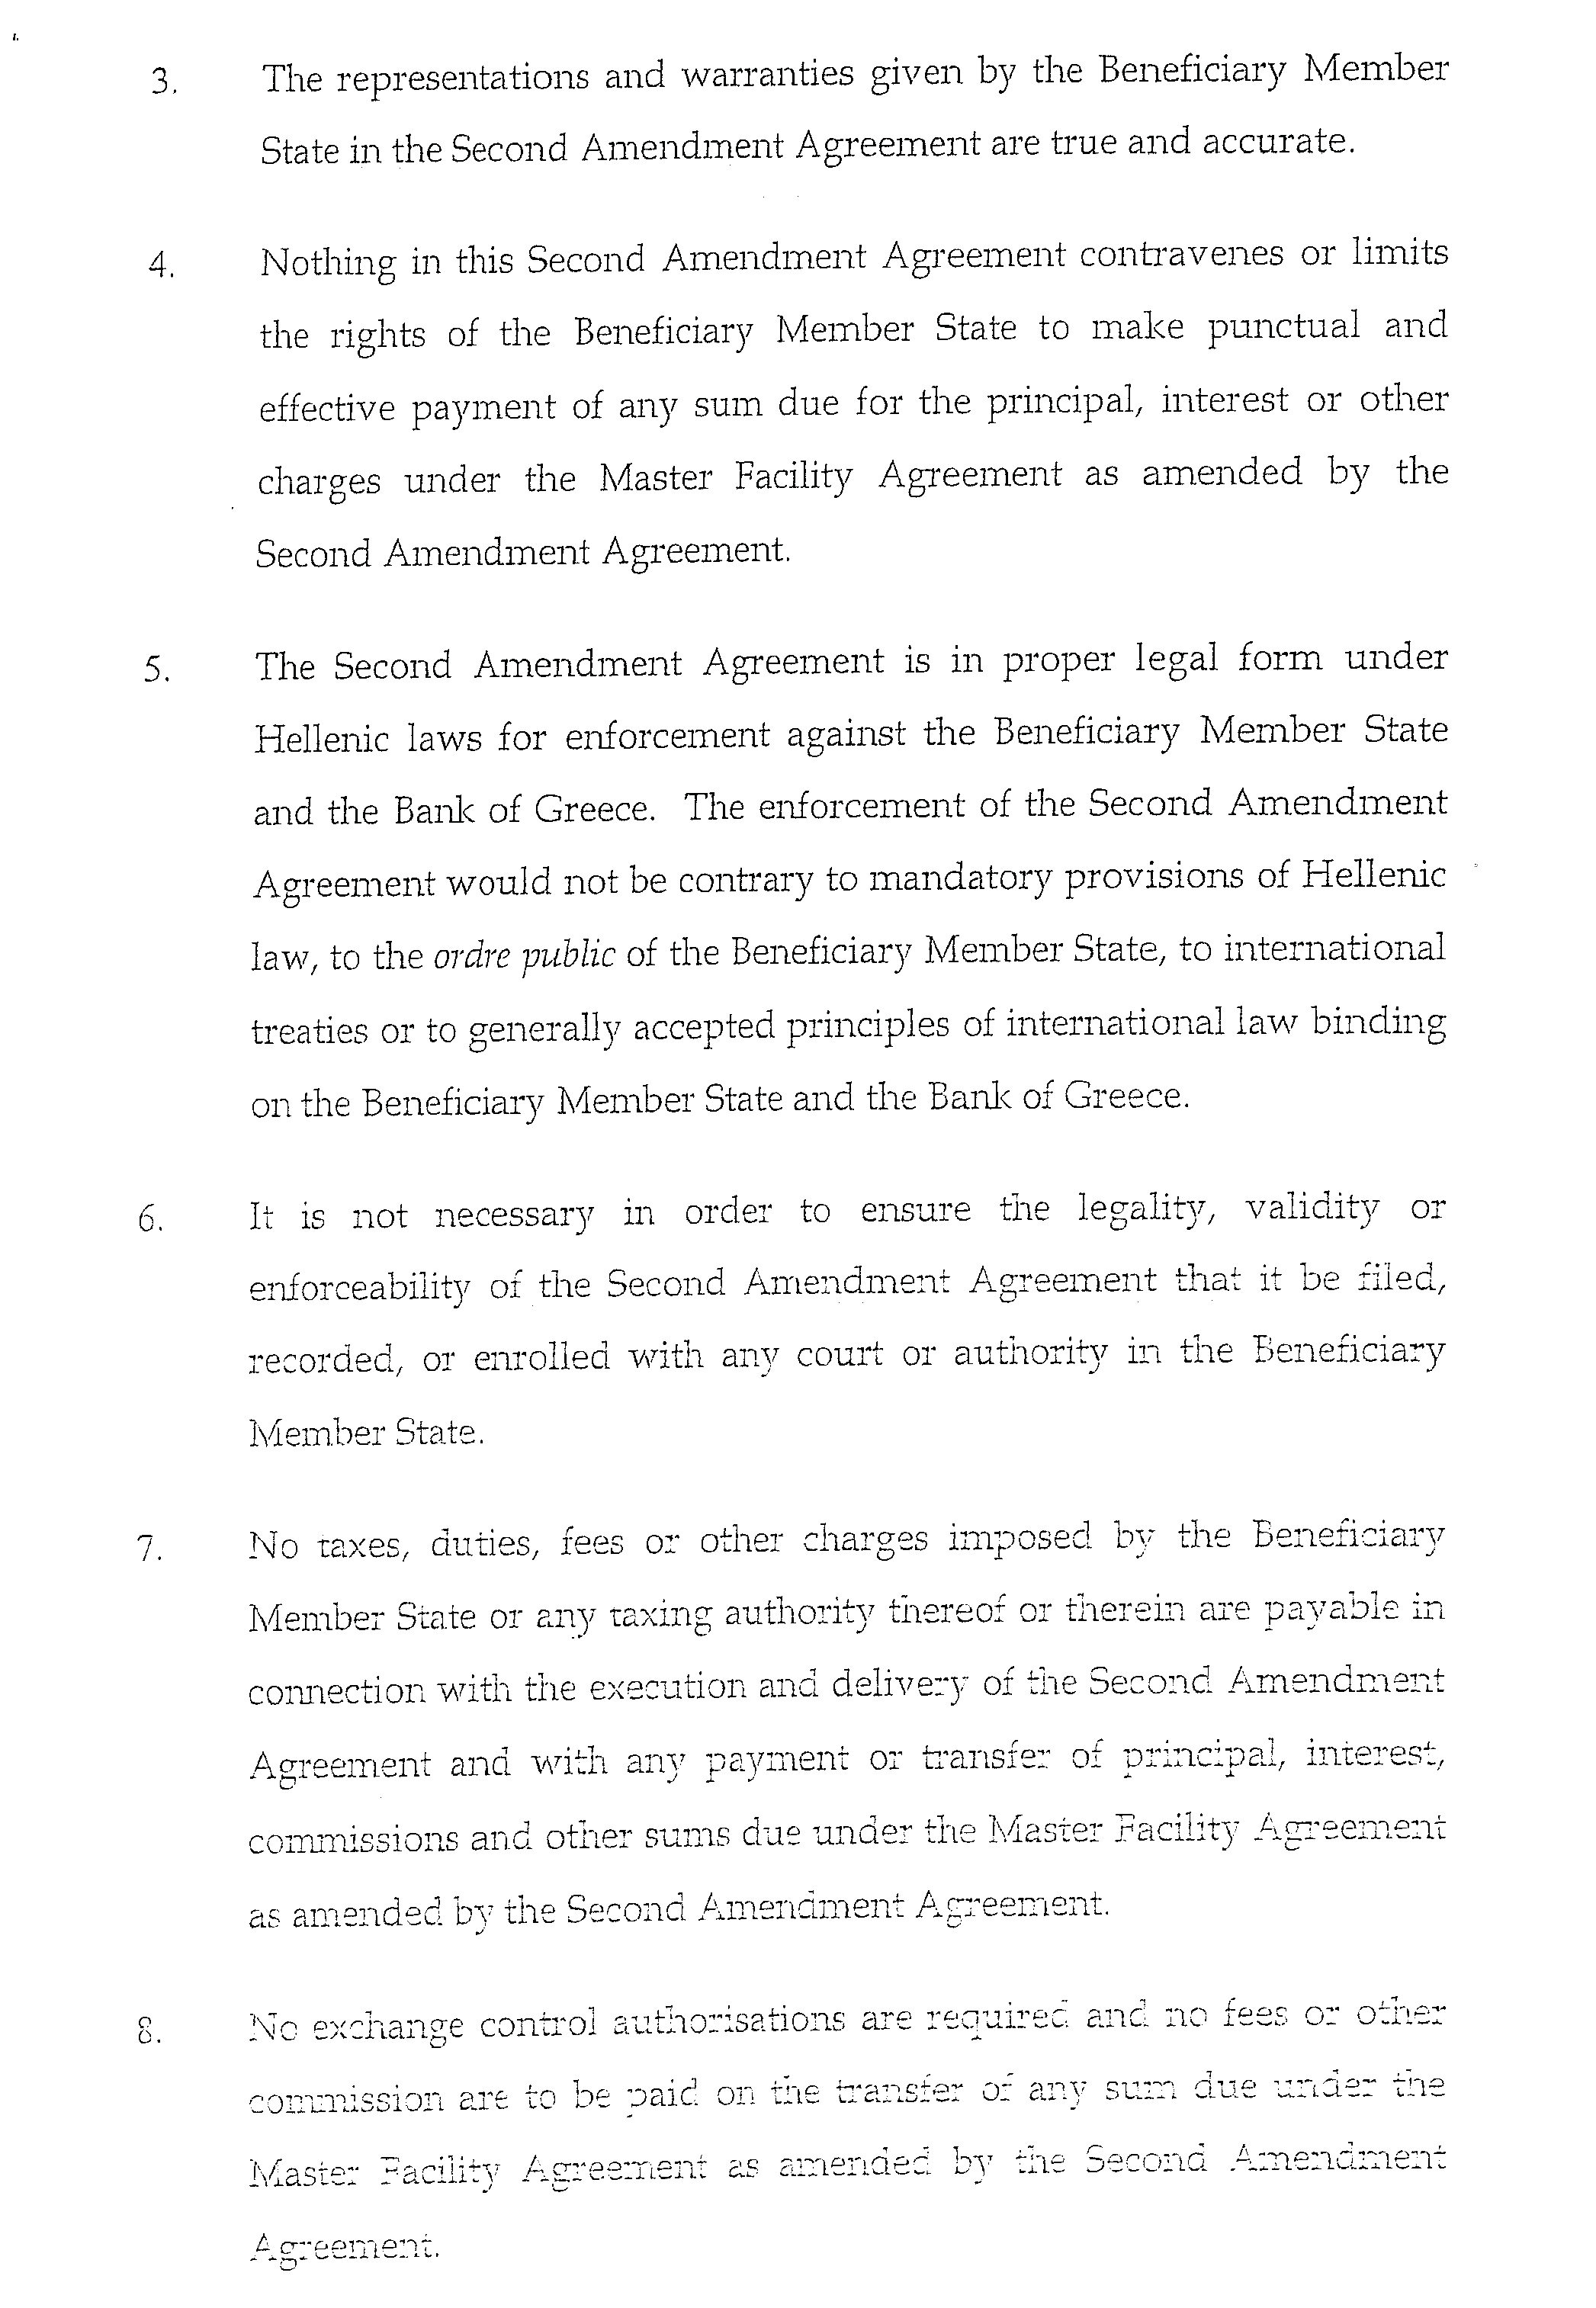 3. The representations and warranties given by the Beneficiary Member
State in the Second Amendment Agreement are true and accurate.
4. Nothing in this Second Amendment Agreement contravenes or limits
the rights of the Beneficiary Member State to make punctual and
effective payment of any sum due for the principal, interest or other
charges under the Master Facility Agreement as amended by the
Second Amendment Agreement.
5. The Second Amendment Agreement is in proper legal form under
Hellenic laws for enforcement against the Beneficiary Member State
and the Bank of Greece. The enforcement of the Second Amendment
Agreement would not be contrary to mandatory provisions of Hellenic
law, to the ordre public of the Beneficiary Member State, to international
treaties or to generally accepted principles of international law binding
on the Beneficiary Member State and the Bank of Greece.
6. It is not necessary in order to ensure the legality, validity or
enforceability of the Second Amendment Agreement that it be filed,
recorded, or enrolled with any court or authority in the Beneficiary
Member State.
7. No taxes, duties, fees or other charges imposed by the Beneficiary
Member State or any taxing authority thereof or therein are payable in
connection with the execution and delivery of the Second Amendment
Agreement and with any payment or transfer of principal, interest,
commissions and other sums due under the Master Facility Agreement
as amended by the Second Amendment Agreement.
8. No exchange control authorisations are required and no fees or other
commission are to be paid on the transfer of any sum due under the
Master Facility Agreement as amended by the Second Amendment
Agreement.